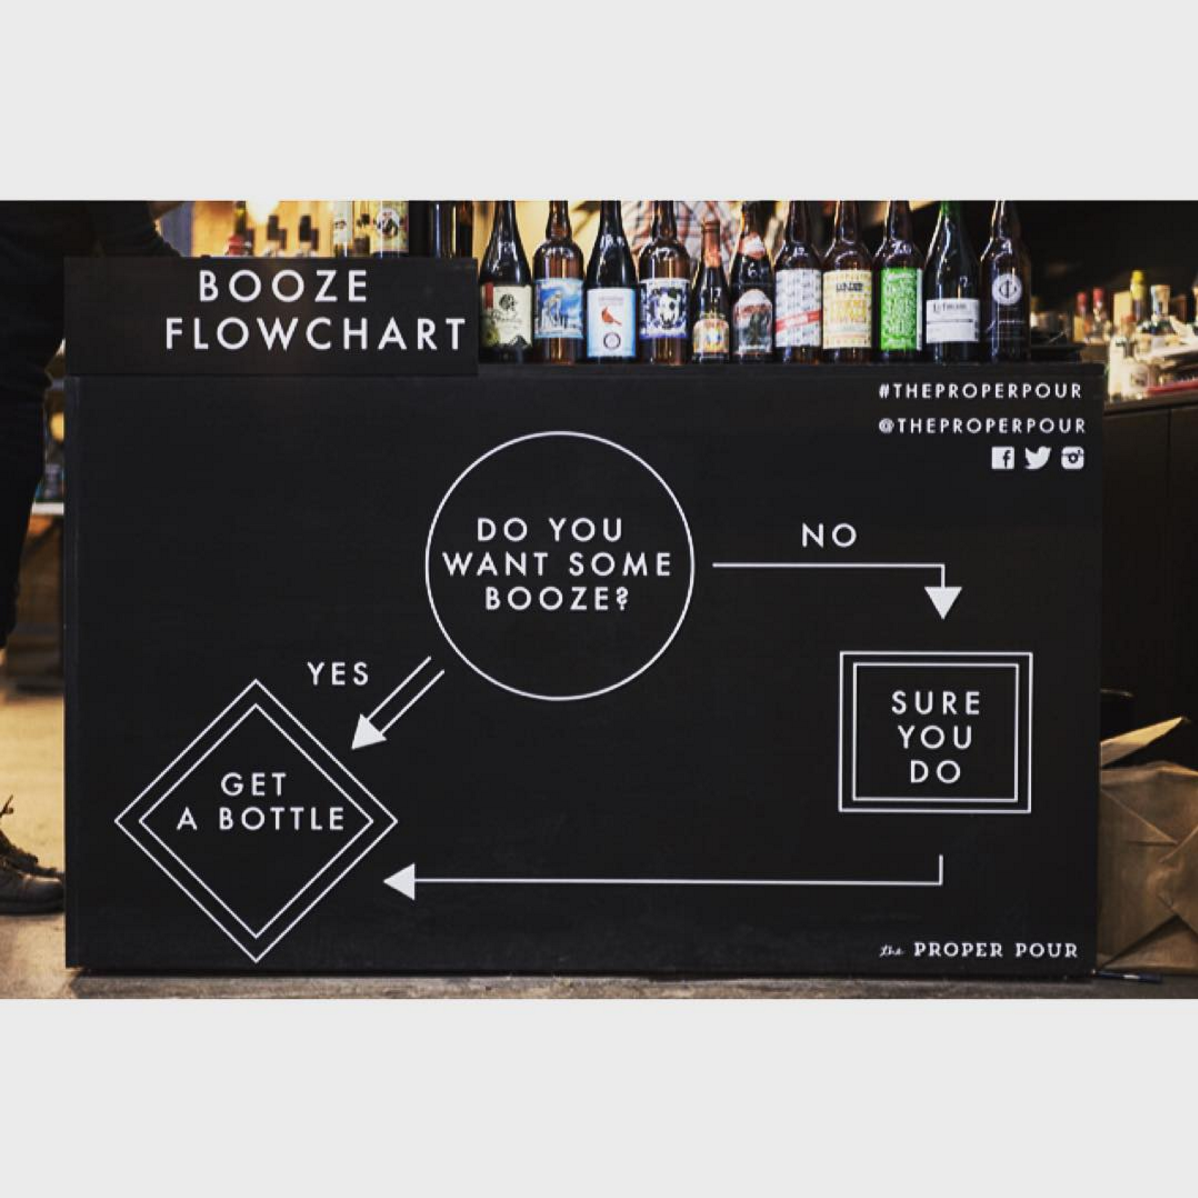 BOOZE
FLOWCHART
#THEPROPERPOUR
@THEPROPERPOUR
DO YOU
WANT SOME
BOOZE?
NO
YES
SURE
YOU
DO
GET
A BOTTLE
the PROPER POUR